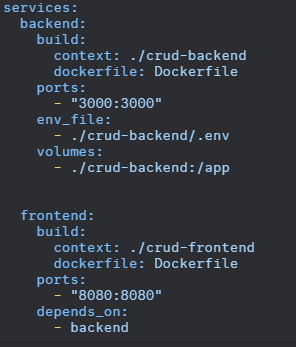 services:
  backend:
    build:
      context: ./crud-backend
      dockerfile: Dockerfile
    ports:
      - "3000:3000"
    env_file:
      - ./crud-backend/.env
    volumes:
      - ./crud-backend:/app

  frontend:
    build:
      context: ./crud-frontend
      dockerfile: Dockerfile
    ports:
      - "8080:8080"
    depends_on:
      - backend